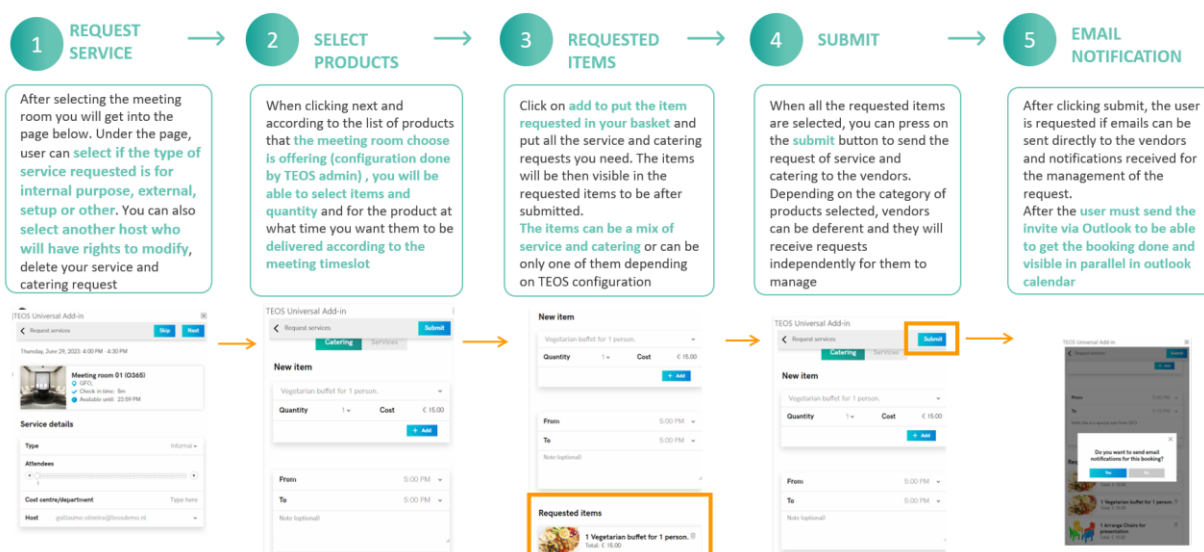 1
REQUEST
SERVICE
2
SELECT
PRODUCTS
3
REQUESTED
ITEMS
4
SUBMIT
5
EMAIL
NOTIFICATION
After selecting the meeting
room you will get into the
page below. Under the page,
user can select if the type of
service requested is for
internal purpose, external,
setup or other. You can also
select another host who
will have rights to modify,
delete your service and
catering request
When clicking next and
according to the list of products
that the meeting room choose
is offering (configuration done
by TEOS admin) , you will be
able to select items and
quantity and for the product at
what time you want them to be
delivered according to the
meeting timeslot
Click on add to put the item
requested in your basket and
put all the service and catering
requests you need. The items
will be then visible in the
requested items to be after
submitted.
The items can be a mix of
service and catering or can be
only one of them depending
on TEOS configuration
When all the requested items
are selected, you can press on
the submit button to send the
request of service and
catering to the vendors.
Depending on the category of
products selected, vendors
can be deferent and they will
receive requests
independently for them to
manage
After clicking submit, the user
is requested if emails can be
sent directly to the vendors
and notifications received for
the management of the
request.
After the user must send the
invite via Outlook to be able
to get the booking done and
visible in parallel in outlook
calendar
TEOS Universal Add-in
Request services
Skip
Next
Thursday, June 29, 2023: 4:00 PM - 4:30 PM
Meeting room 01 (O365)
GFO,
Check in time: 5m
Available until: 23:59 PM
Service details
Type
Internal
Attendees
1
Cost centre/department
Type here
Host
TEOS Universal Add-in
Request services
Submit
Catering
Services
New item
Vegetarian buffet for 1 person.
Quantity
1
Cost
€ 15.00
+ Add
From
5:00 PM
To
5:00 PM
Note (optional)
New item
Vegetarian buffet for 1 person.
Quantity
1
Cost
€ 15.00
+ Add
From
5:00 PM
To
5:00 PM
Note (optional)
Requested items
1 Vegetarian buffet for 1 person.
Total: € 15.00
TEOS Universal Add-in
Request services
Submit
Catering
Services
New item
Vegetarian buffet for 1 person.
Quantity
1
Cost
€ 15.00
+ Add
From
5:00 PM
To
5:00 PM
Note (optional)
TEOS Universal Add-in
Request services
Submit
+ Add
From
5:00 PM
To
Do you want to send email
notifications for this booking?
Yes
No
1 Vegetarian buffet for 1 person.
Total: € 15.00
1 Arrange Chairs for
presentation